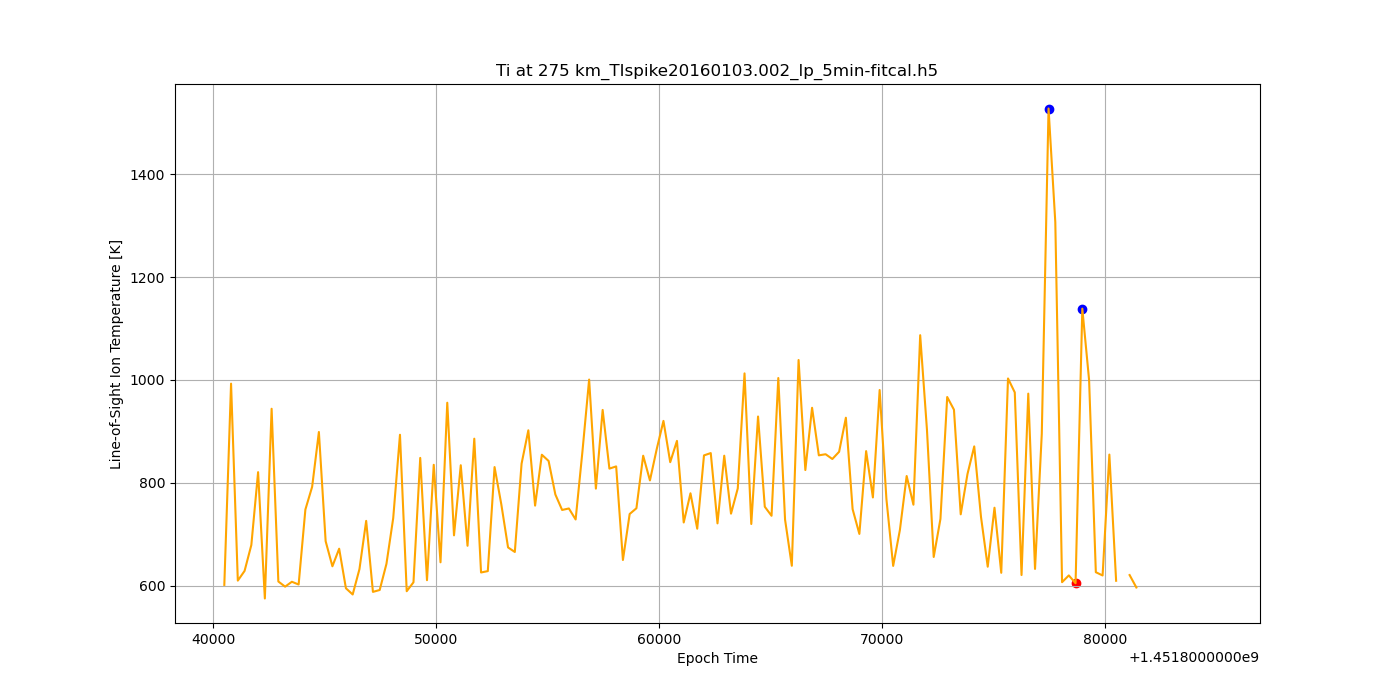 Ti at 275 km_TIspike20160103.002_lp_5min-fitcal.h5
Line-of-Sight Ion Temperature [K]
1400
1200
1000
800
600
40000 50000 60000 70000 80000
Epoch Time
+1.4518000000e9